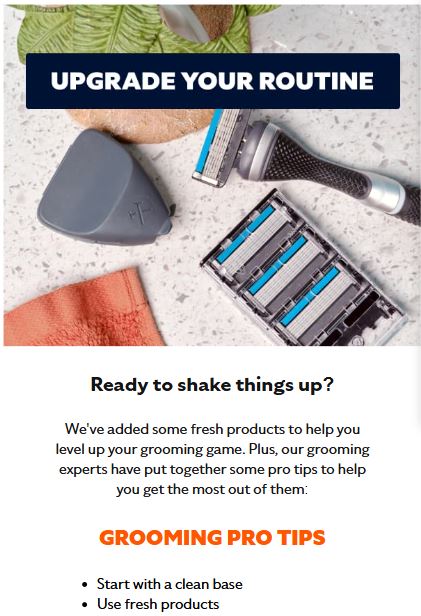 UPGRADE YOUR ROUTINE
Ready to shake things up?
We've added some fresh products to help you
level up your grooming game. Plus, our grooming
experts have put together some pro tips to help
you get the most out of them:
GROOMING PRO TIPS
• Start with a clean base
• Use fresh products